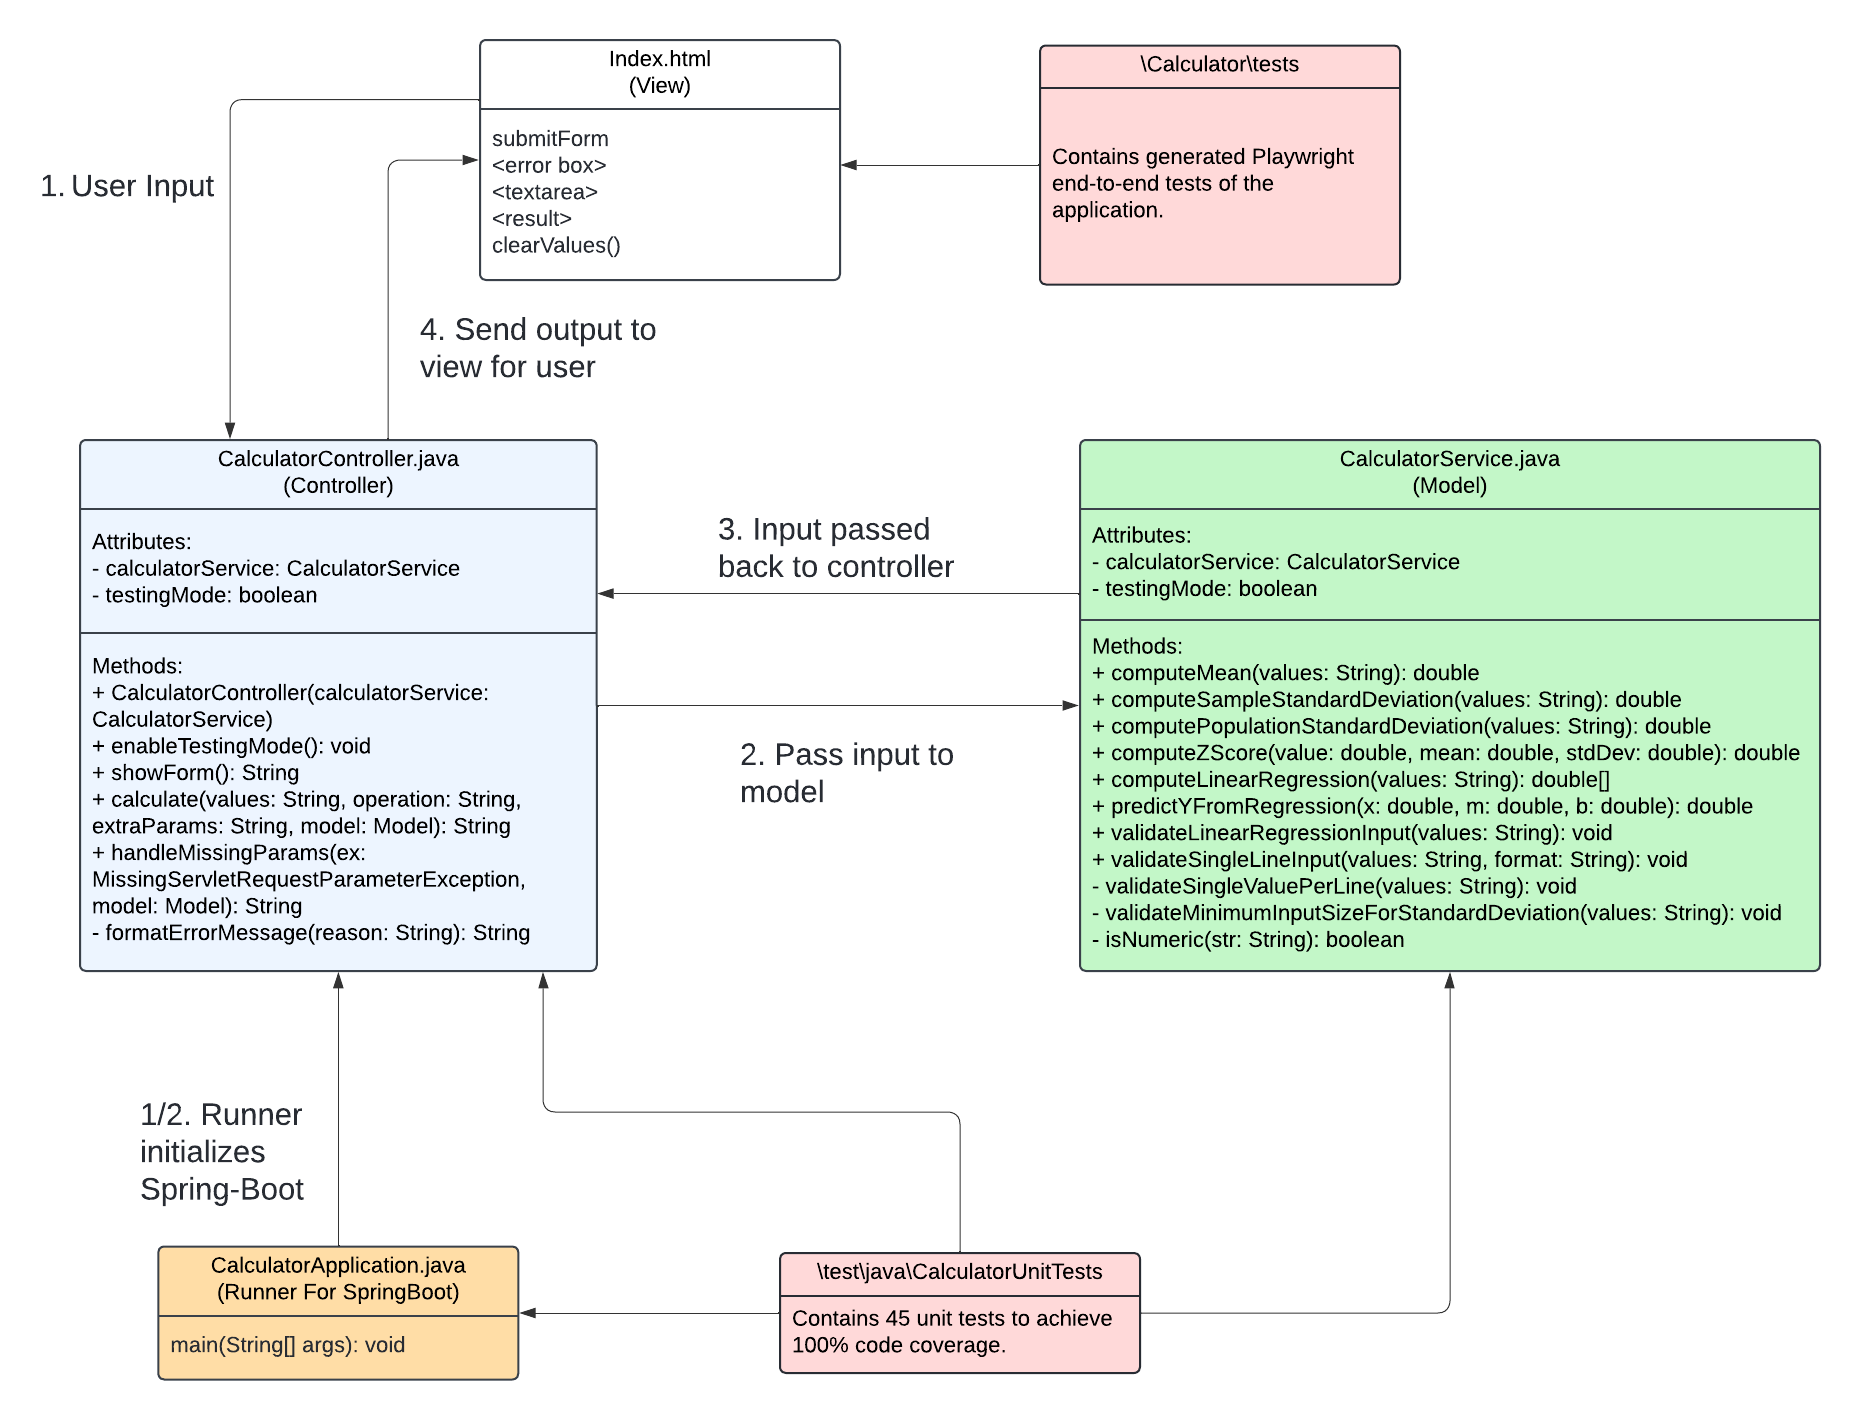 Index.html
(View)
submitForm
<error box>
<textarea>
<result>
clearValues()
\Calculator\tests
Contains generated Playwright
end-to-end tests of the
application.
1. User Input
4. Send output to
view for user
CalculatorController.java
(Controller)
Attributes:
- calculatorService: CalculatorService
- testingMode: boolean
Methods:
+ CalculatorController(calculatorService:
CalculatorService)
+ enableTestingMode(): void
+ showForm(): String
+ calculate(values: String, operation: String,
extraParams: String, model: Model): String
+ handleMissingParams(ex:
MissingServletRequestParameterException,
model: Model): String
- formatErrorMessage(reason: String): String
3. Input passed
back to controller
2. Pass input to
model
CalculatorService.java
(Model)
Attributes:
- calculatorService: CalculatorService
- testingMode: boolean
Methods:
+ computeMean(values: String): double
+ computeSampleStandardDeviation(values: String): double
+ computePopulationStandardDeviation(values: String): double
+ computeZScore(value: double, mean: double, stdDev: double): double
+ computeLinearRegression(values: String): double[]
+ predictYFromRegression(x: double, m: double, b: double): double
+ validateLinearRegressionInput(values: String): void
+ validateSingleLineInput(values: String, format: String): void
- validateSingleValuePerLine(values: String): void
- validateMinimumInputSizeForStandardDeviation(values: String): void
- isNumeric(str: String): boolean
1/2. Runner
initializes
Spring-Boot
CalculatorApplication.java
(Runner For SpringBoot)
main(String[] args): void
\test\java\CalculatorUnitTests
Contains 45 unit tests to achieve
100% code coverage.